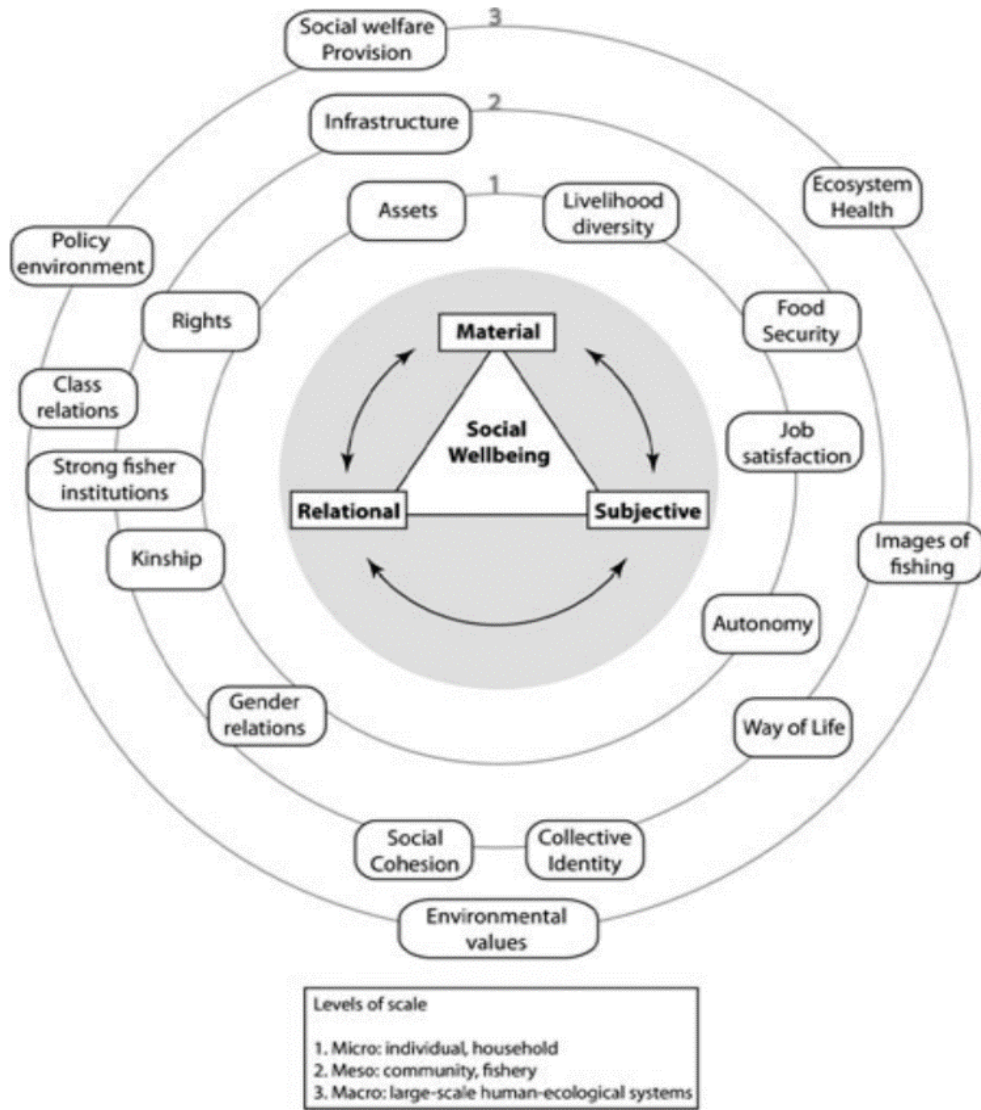 3
Social welfare
Provision
2
Infrastructure
1
Assets
Livelihood
diversity
Ecosystem
Health
Policy
environment
Rights
Food
Security
Material
Class
relations
Social
Wellbeing
Job
satisfaction
Strong fisher
institutions
Relational
Subjective
Kinship
Images of
fishing
Autonomy
Gender
relations
Way of Life
Social
Cohesion
Collective
Identity
Environmental
values
Levels of scale
1. Micro: individual, household
2. Meso: community, fishery
3. Macro: large-scale human-ecological systems